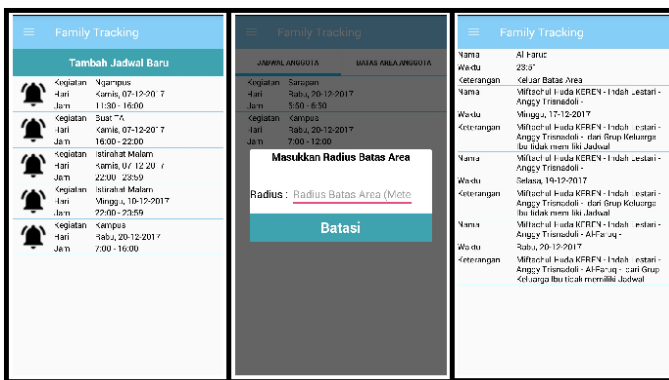 Family Tracking
Tambah Jadwal Baru
Kegiatan Ngampus
Hari Kamis, 07-12-2017
Jam 11:30 - 16:00
Kegiatan Buat TA
Hari Kamis, 07-12-2017
Jam 16:00 - 22:00
Kegiatan Istirahat Malam
Hari Kamis, 07-12-2017
Jam 22:00 - 23:59
Kegiatan Istirahat Malam
Hari Minggu, 10-12-2017
Jam 22:00 - 23:59
Kegiatan Kampus
Hari Rabu, 20-12-2017
Jam 7:00 - 16:00
Family Tracking
JADWAL ANGGOTA BATAS AREA ANGGOTA
Kegiatan Sarapan
Hari Rabu, 20-12-2017
Jam 5:50 - 6:30
Kegiatan Kampus
Hari Rabu, 20-12-2017
Jam 7:00 - 12:00
Masukkan Radius Batas Area
Radius : Radius Batas Area (Mete
Batasi
Family Tracking
Nama Al-Faruq
Waktu
Keterangan Keluar Batas Area
Nama Miftachul Huda KEREN - Indah Lestari -
Anggy Trisnadoli -
Waktu Minggu, 17-12-2017
Keterangan Miftachul Huda KEREN - Indah Lestari -
Anggy Trisnadoli - dari Grup Keluarga
Ibu tidak memiliki Jadwal
Nama Miftachul Huda KEREN - Indah Lestari -
Anggy Trisnadoli -
Waktu Selasa, 19-12-2017
Keterangan Miftachul Huda KEREN - Indah Lestari -
Anggy Trisnadoli - dari Grup Keluarga
Ibu tidak memiliki Jadwal
Nama Miftachul Huda KEREN - Indah Lestari -
Anggy Trisnadoli - Al-Faruq -
Waktu Rabu, 20-12-2017
Keterangan Miftachul Huda KEREN - Indah Lestari -
Anggy Trisnadoli - Al-Faruq - dari Grup
Keluarga Ibu tidak memiliki Jadwal